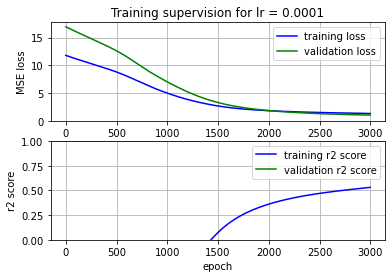 Training supervision for lr = 0.0001
MSE loss
15
10
5
0
training loss
validation loss
0 500 1000 1500 2000 2500 3000
r2 score
1.00
0.75
0.50
0.25
0.00
training r2 score
validation r2 score
0 500 1000 1500 2000 2500 3000
epoch